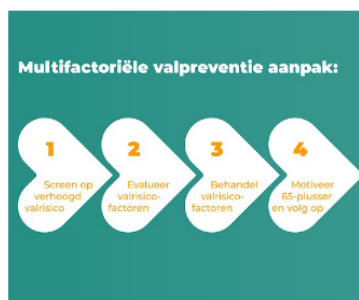 Multifactoriële valpreventie aanpak:
1
Screen op
verhoogd
valrisico
2
Evalueer
valrisico-
factoren
3
Behandel
valrisico-
factoren
4
Motiveer
65-plusser
en volg op